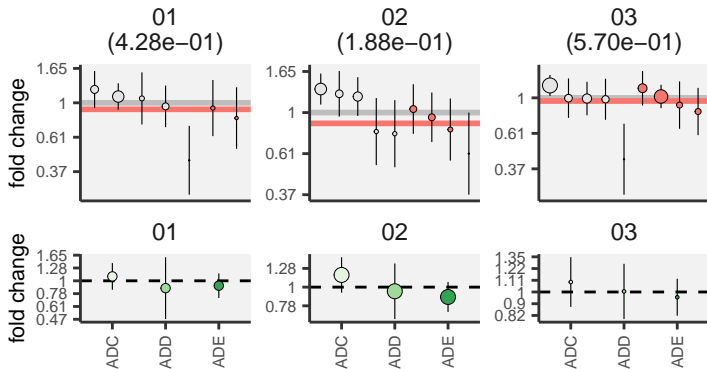 01
(4.28e−01)
02
(1.88e−01)
03
(5.70e−01)
fold change
1.65
1
0.61
0.37
1.65
1
0.61
0.37
1
0.61
0.37
01
02
03
fold change
1.65
1.28
1
0.78
0.61
0.47
1.28
1
0.78
1.35
1.22
1.11
1
0.9
0.82
ADC
ADD
ADE
ADC
ADD
ADE
ADC
ADD
ADE